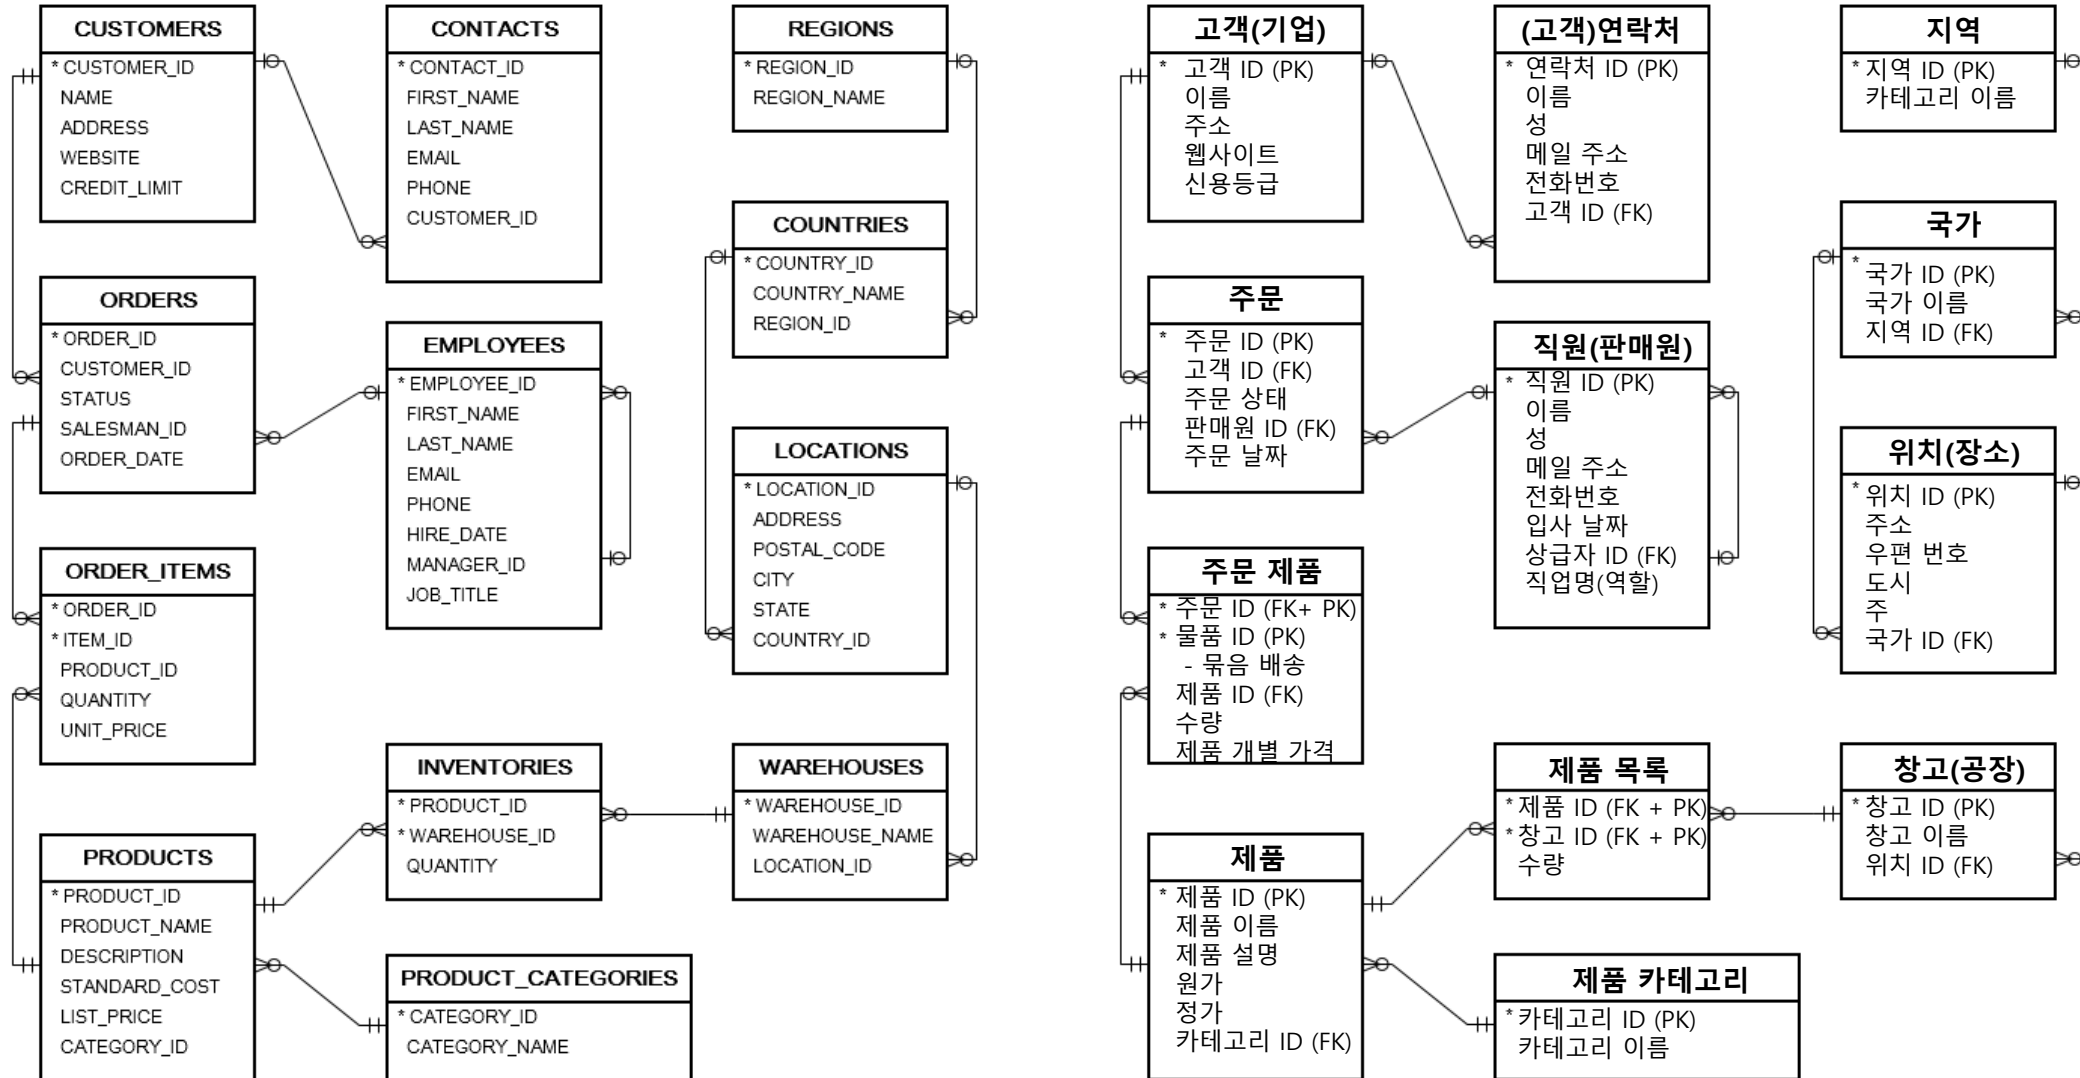 CUSTOMERS
* CUSTOMER_ID
NAME
ADDRESS
WEBSITE
CREDIT_LIMIT
CONTACTS
* CONTACT_ID
FIRST_NAME
LAST_NAME
EMAIL
PHONE
CUSTOMER_ID
REGIONS
* REGION_ID
REGION_NAME
COUNTRIES
* COUNTRY_ID
COUNTRY_NAME
REGION_ID
ORDERS
* ORDER_ID
CUSTOMER_ID
STATUS
SALESMAN_ID
ORDER_DATE
EMPLOYEES
* EMPLOYEE_ID
FIRST_NAME
LAST_NAME
EMAIL
PHONE
HIRE_DATE
MANAGER_ID
JOB_TITLE
LOCATIONS
* LOCATION_ID
ADDRESS
POSTAL_CODE
CITY
STATE
COUNTRY_ID
ORDER_ITEMS
* ORDER_ID
* ITEM_ID
PRODUCT_ID
QUANTITY
UNIT_PRICE
INVENTORIES
* PRODUCT_ID
* WAREHOUSE_ID
QUANTITY
WAREHOUSES
* WAREHOUSE_ID
WAREHOUSE_NAME
LOCATION_ID
PRODUCTS
* PRODUCT_ID
PRODUCT_NAME
DESCRIPTION
STANDARD_COST
LIST_PRICE
CATEGORY_ID
PRODUCT_CATEGORIES
* CATEGORY_ID
CATEGORY_NAME
고객(기업)
* 고객 ID (PK)
이름
주소
웹사이트
신용등급
(고객)연락처
* 연락처 ID (PK)
이름
성
메일 주소
전화번호
고객 ID (FK)
지역
* 지역 ID (PK)
카테고리 이름
국가
* 국가 ID (PK)
국가 이름
지역 ID (FK)
주문
* 주문 ID (PK)
고객 ID (FK)
주문 상태
판매원 ID (FK)
주문 날짜
직원(판매원)
* 직원 ID (PK)
이름
성
메일 주소
전화번호
입사 날짜
상급자 ID (FK)
직업명(역할)
위치(장소)
* 위치 ID (PK)
주소
우편 번호
도시
주
국가 ID (FK)
주문 제품
* 주문 ID (FK+ PK)
* 물품 ID (PK)
- 묶음 배송
제품 ID (FK)
수량
제품 개별 가격
제품 목록
* 제품 ID (FK + PK)
* 창고 ID (FK + PK)
수량
창고(공장)
* 창고 ID (PK)
창고 이름
위치 ID (FK)
제품
* 제품 ID (PK)
제품 이름
제품 설명
원가
정가
카테고리 ID (FK)
제품 카테고리
* 카테고리 ID (PK)
카테고리 이름